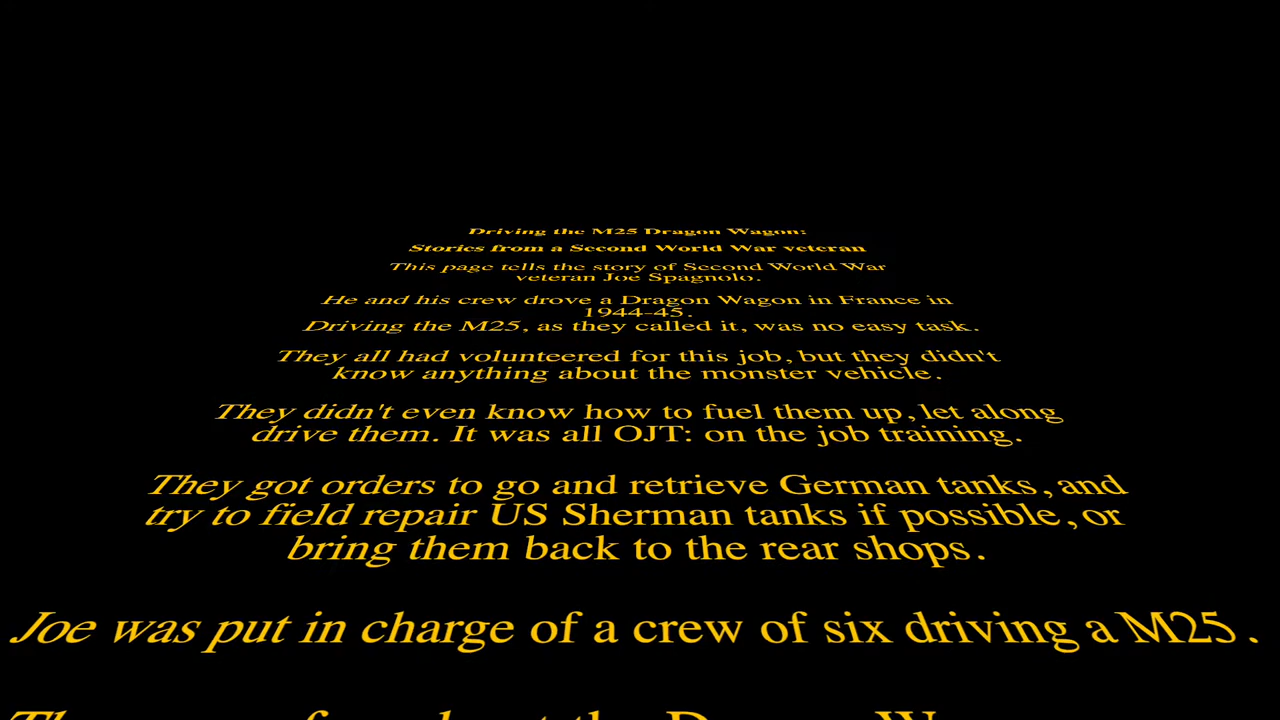 Driving the M25 Dragon Wagon:
Stories from a Second World War veteran
This page tells the story of Second World War
veteran Joe Spagnolo.
He and his crew drove a Dragon Wagon in France in
1944-45.
Driving the M25, as they called it, was no easy task.
They all had volunteered for this job, but they didn't
know anything about the monster vehicle.
They didn't even know how to fuel them up, let along
drive them. It was all OJT: on the job training.
They got orders to go and retrieve German tanks, and
try to field repair US Sherman tanks if possible, or
bring them back to the rear shops.
Joe was put in charge of a crew of six driving a M25.